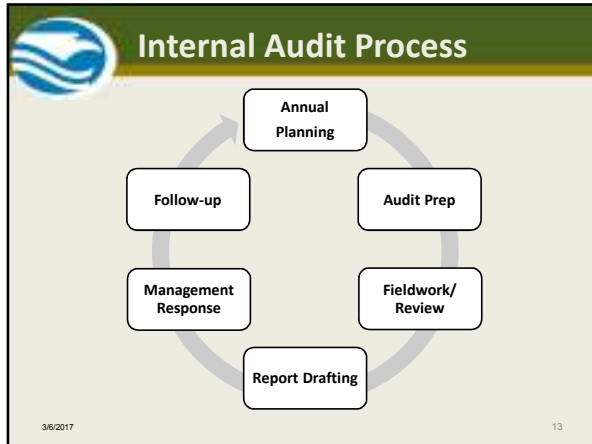 Internal Audit Process
Annual
Planning
Audit Prep
Fieldwork/
Review
Report Drafting
Management
Response
Follow-up
3/6/2017
13